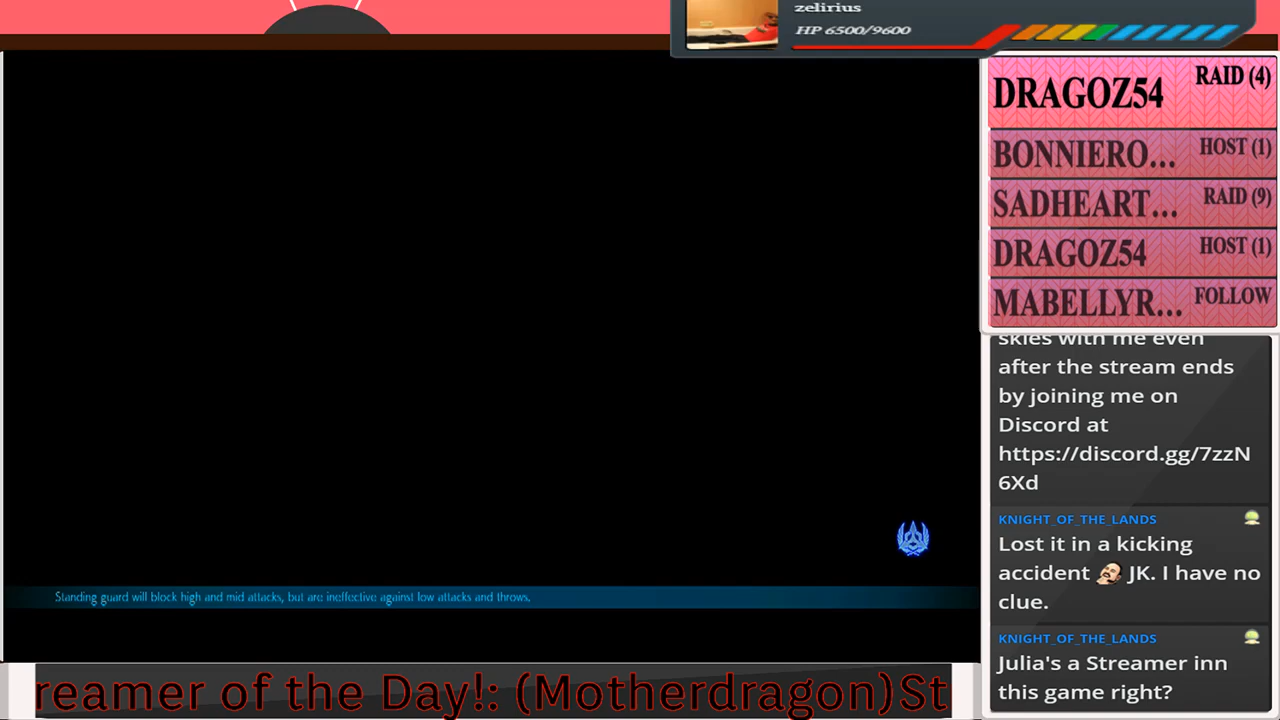 zelirius
HP 6500/9600
DRAGOZ54 RAID (4)
BONNIERO... HOST (1)
SADHEART... RAID (9)
DRAGOZ54 HOST (1)
MABELLYR... FOLLOW
skies with me even
after the stream ends
by joining me on
Discord at
https://discord.gg/7zzN
6Xd
KNIGHT_OF_THE_LANDS
Lost it in a kicking
accident JK. I have no
clue.
KNIGHT_OF_THE_LANDS
Julia's a Streamer inn
this game right?
Standing guard will block high and mid attacks, but are ineffective against low attacks and throws.
reamer of the Day!: (Motherdragon)St